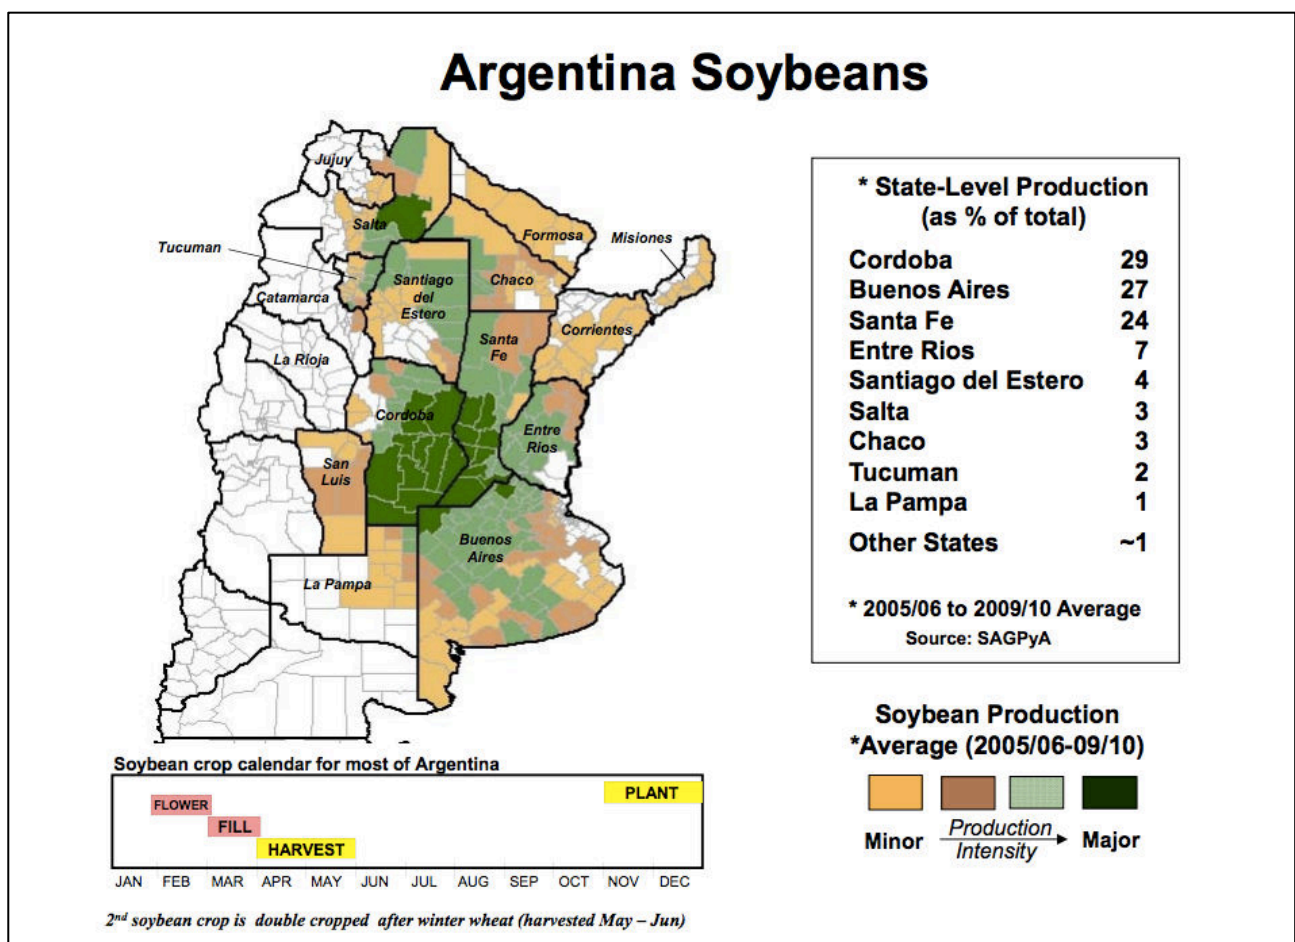 Argentina Soybeans
Jujuy
Salta
Formosa
Misiones
Tucuman
Santiago
del
Estero
Chaco
Catamarca
Corrientes
La Rioja
Santa
Fe
Cordoba
Entre
Rios
San
Luis
Buenos
Aires
La Pampa
* State-Level Production
(as % of total)
Cordoba 29
Buenos Aires 27
Santa Fe 24
Entre Rios 7
Santiago del Estero 4
Salta 3
Chaco 3
Tucuman 2
La Pampa 1
Other States ~1
* 2005/06 to 2009/10 Average
Source: SAGPyA
Soybean Production
*Average (2005/06-09/10)
Minor Production Intensity Major
Soybean crop calendar for most of Argentina
PLANT
FLOWER
FILL
HARVEST
JAN FEB MAR APR MAY JUN JUL AUG SEP OCT NOV DEC
2nd soybean crop is double cropped after winter wheat (harvested May – Jun)